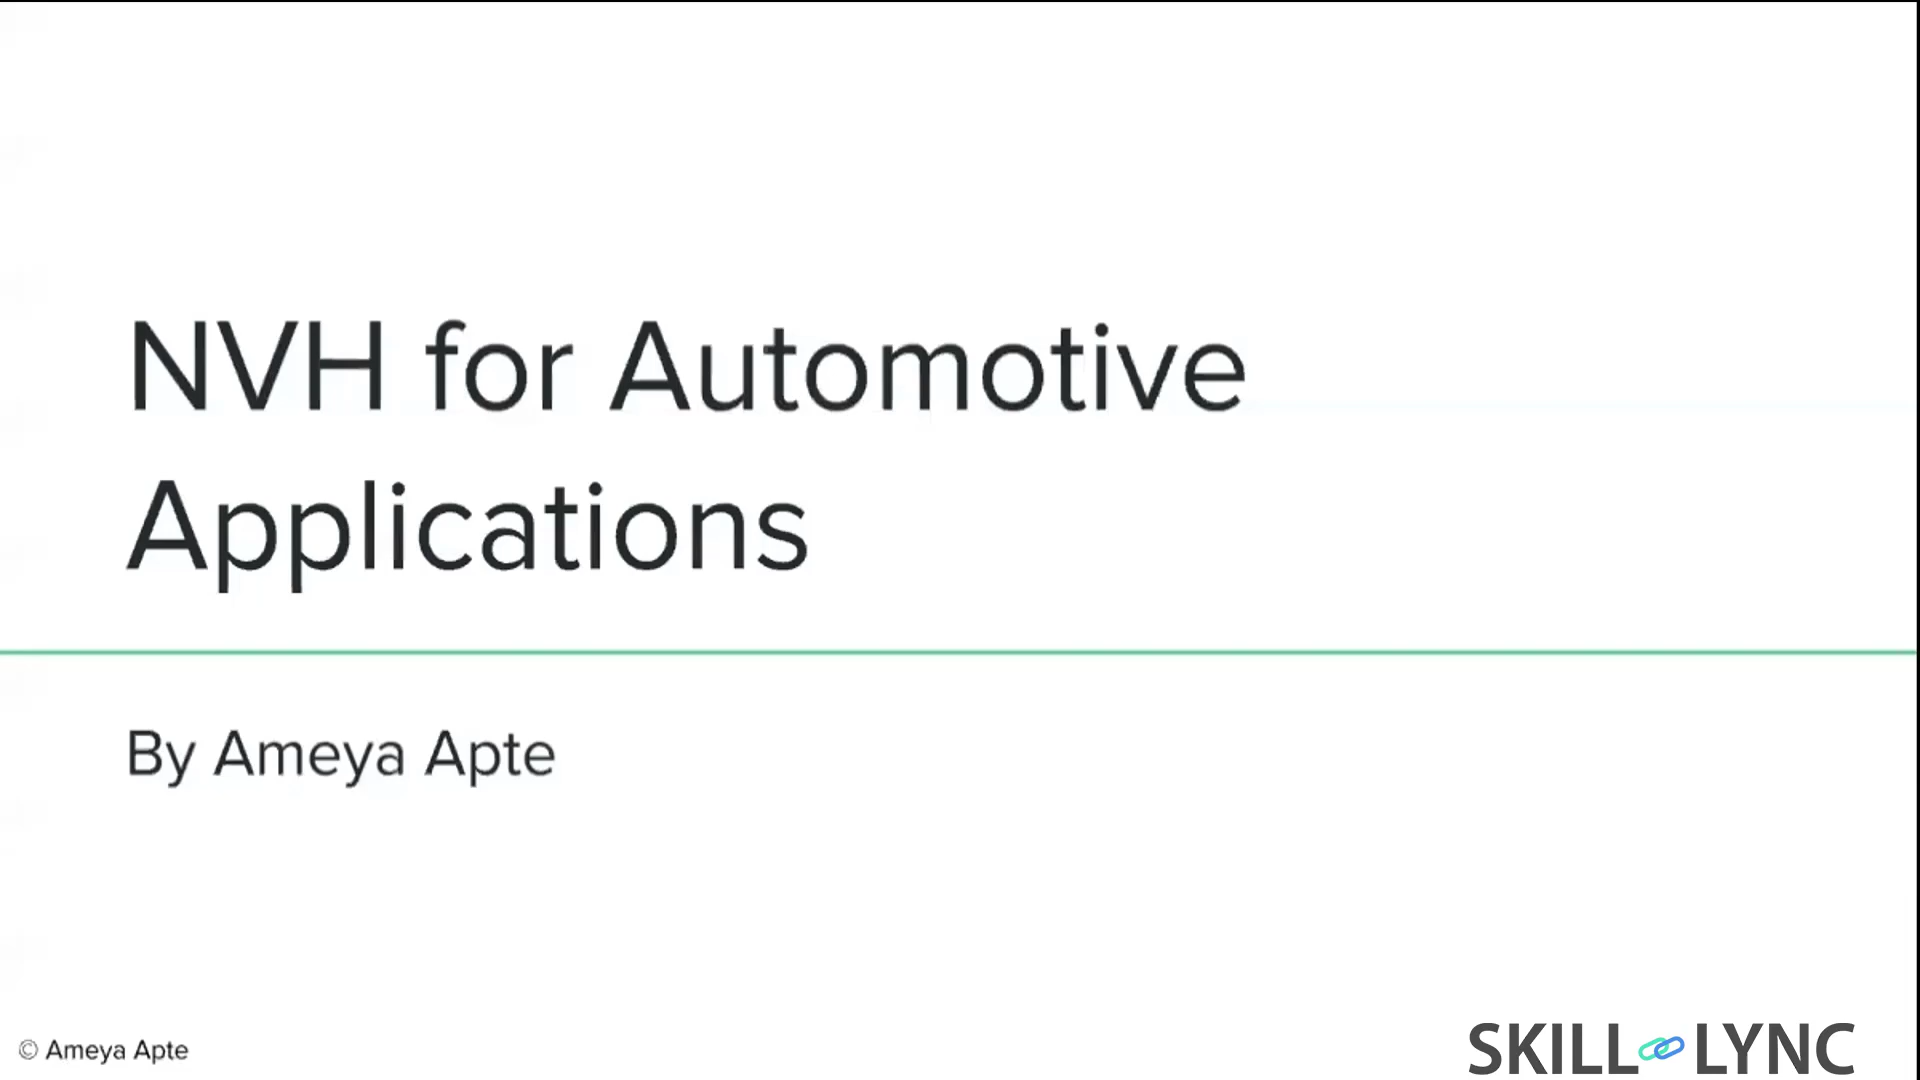 NVH for Automotive
Applications
By Ameya Apte
© Ameya Apte
SKILL LYNC